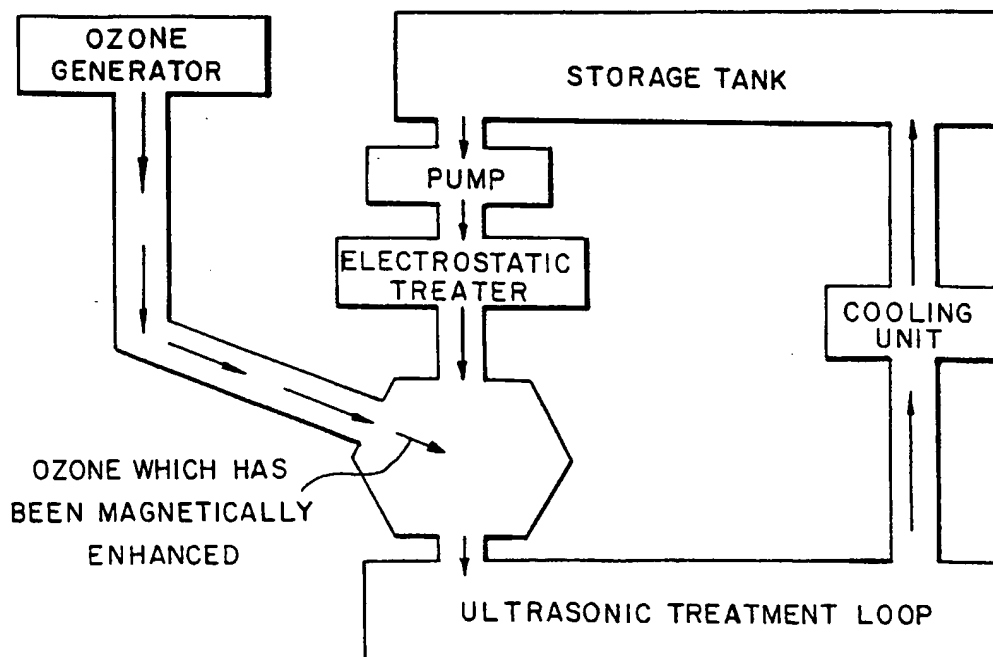 OZONE
GENERATOR
STORAGE TANK
PUMP
ELECTROSTATIC
TREATER
COOLING
UNIT
OZONE WHICH HAS
BEEN MAGNETICALLY
ENHANCED
ULTRASONIC TREATMENT LOOP